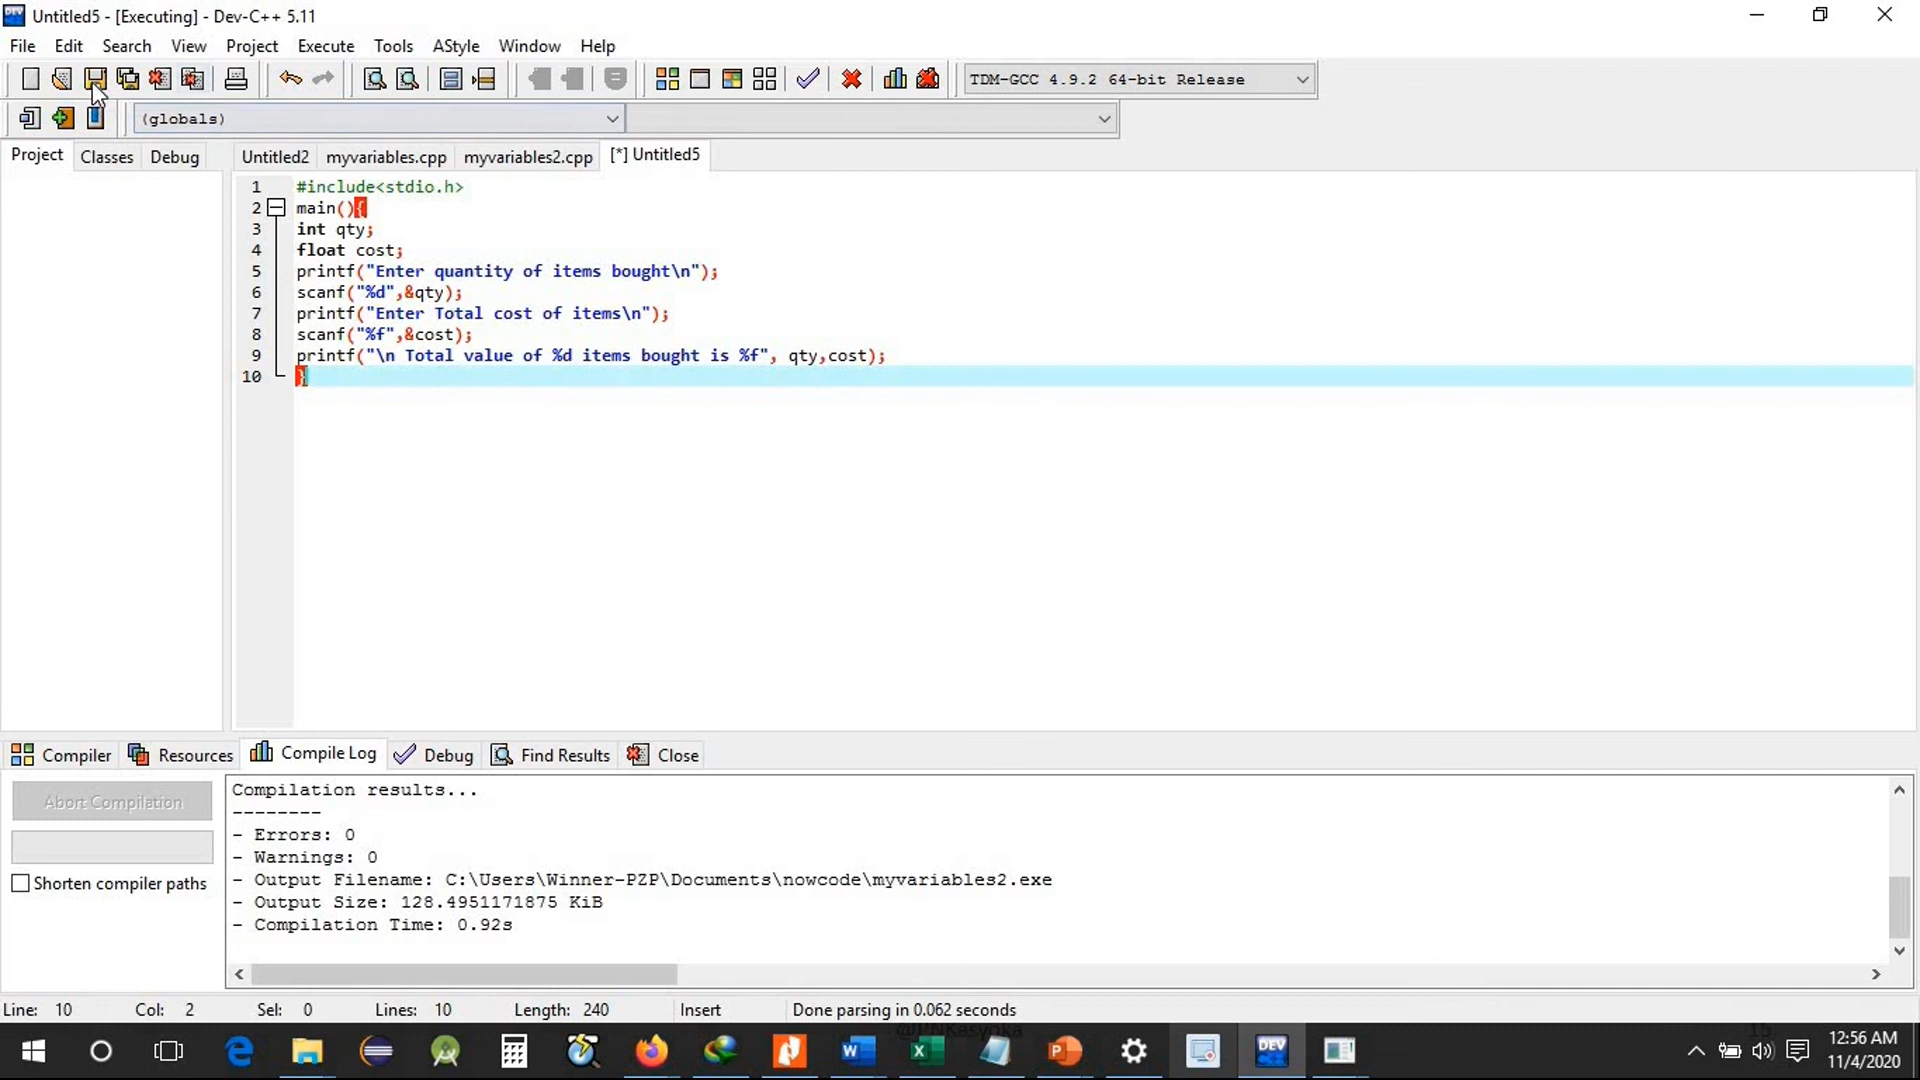 Untitled5 - [Executing] - Dev-C++ 5.11
File Edit Search View Project Execute Tools AStyle Window Help
TDM-GCC 4.9.2 64-bit Release
(globals)
Project Classes Debug Untitled2 myvariables.cpp myvariables2.cpp [*] Untitled5
1 #include<stdio.h>
2 main(){
3 int qty;
4 float cost;
5 printf("Enter quantity of items bought\n");
6 scanf("%d",&qty);
7 printf("Enter Total cost of items\n");
8 scanf("%f",&cost);
9 printf("\n Total value of %d items bought is %f", qty,cost);
10 }
Compiler Resources Compile Log Debug Find Results Close
Abort Compilation
Shorten compiler paths
Compilation results...
--------
- Errors: 0
- Warnings: 0
- Output Filename: C:\Users\Winner-PZP\Documents\nowcode\myvariables2.exe
- Output Size: 128.4951171875 KiB
- Compilation Time: 0.92s
Line: 10 Col: 2 Sel: 0 Lines: 10 Length: 240 Insert Done parsing in 0.062 seconds
@JPNKasyoka 15
DEV
12:56 AM
11/4/2020